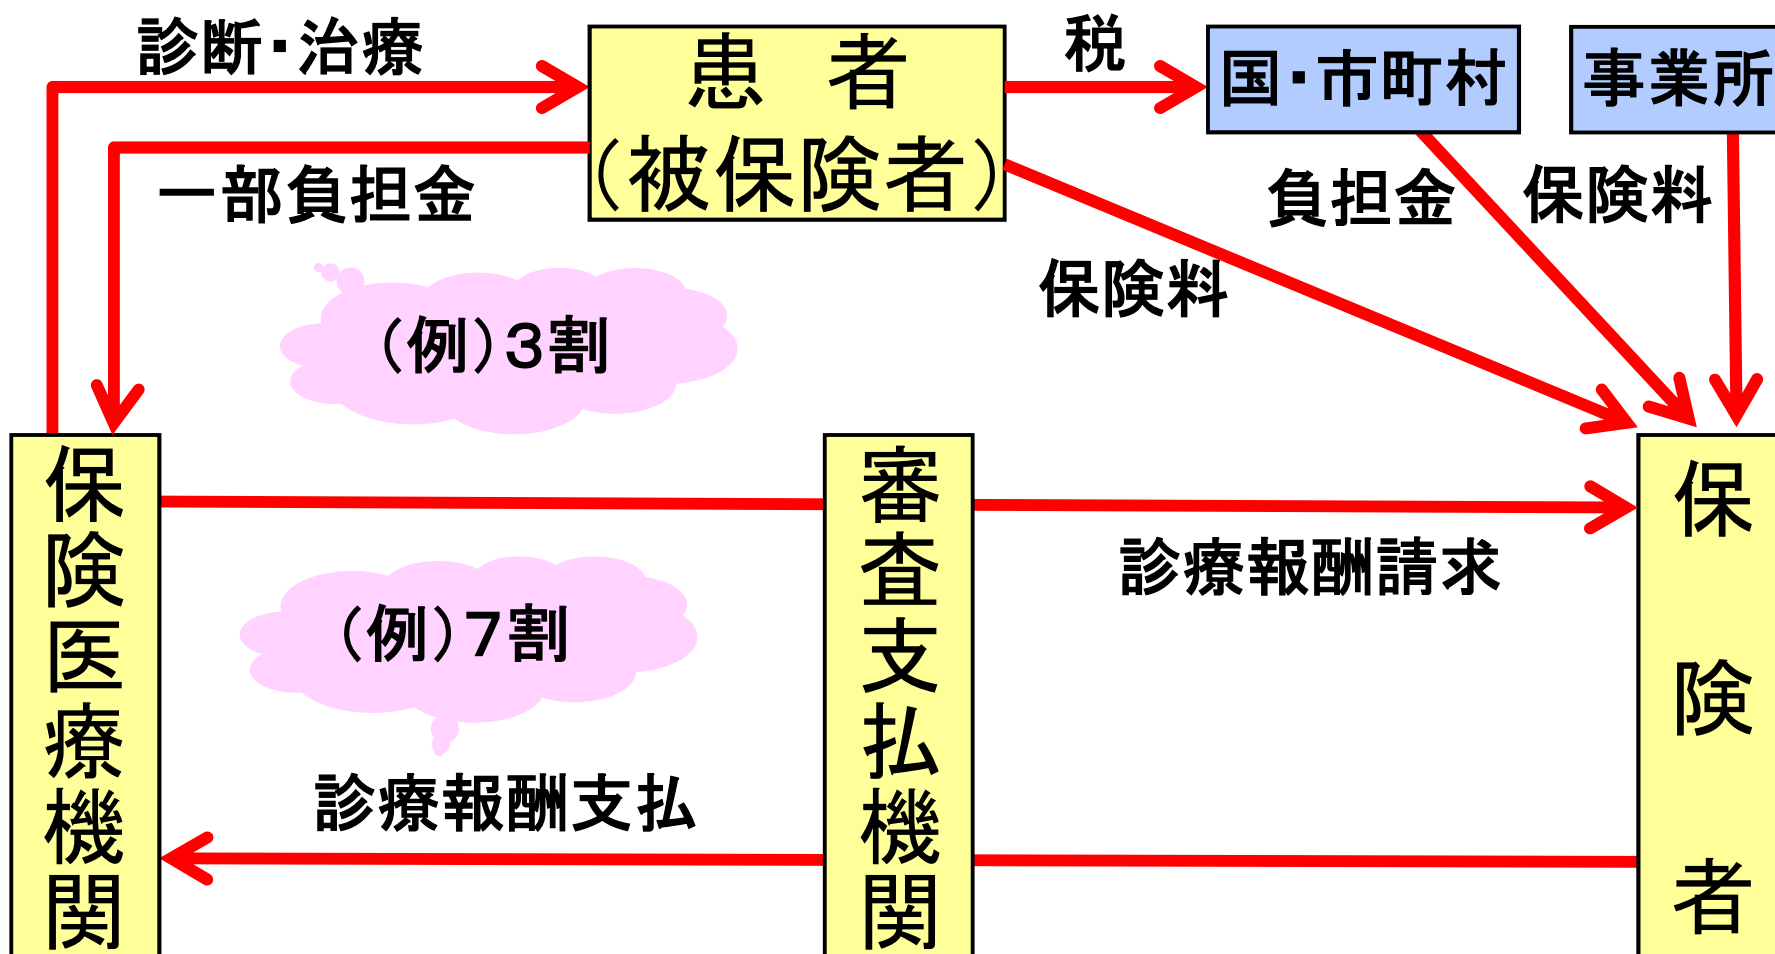 診断・治療
患　者
（被保険者）
税
国・市町村
事業所
一部負担金
負担金
保険料
保険料
（例）３割
保険医療機関
審査支払機関
保険者
診療報酬請求
（例）７割
診療報酬支払